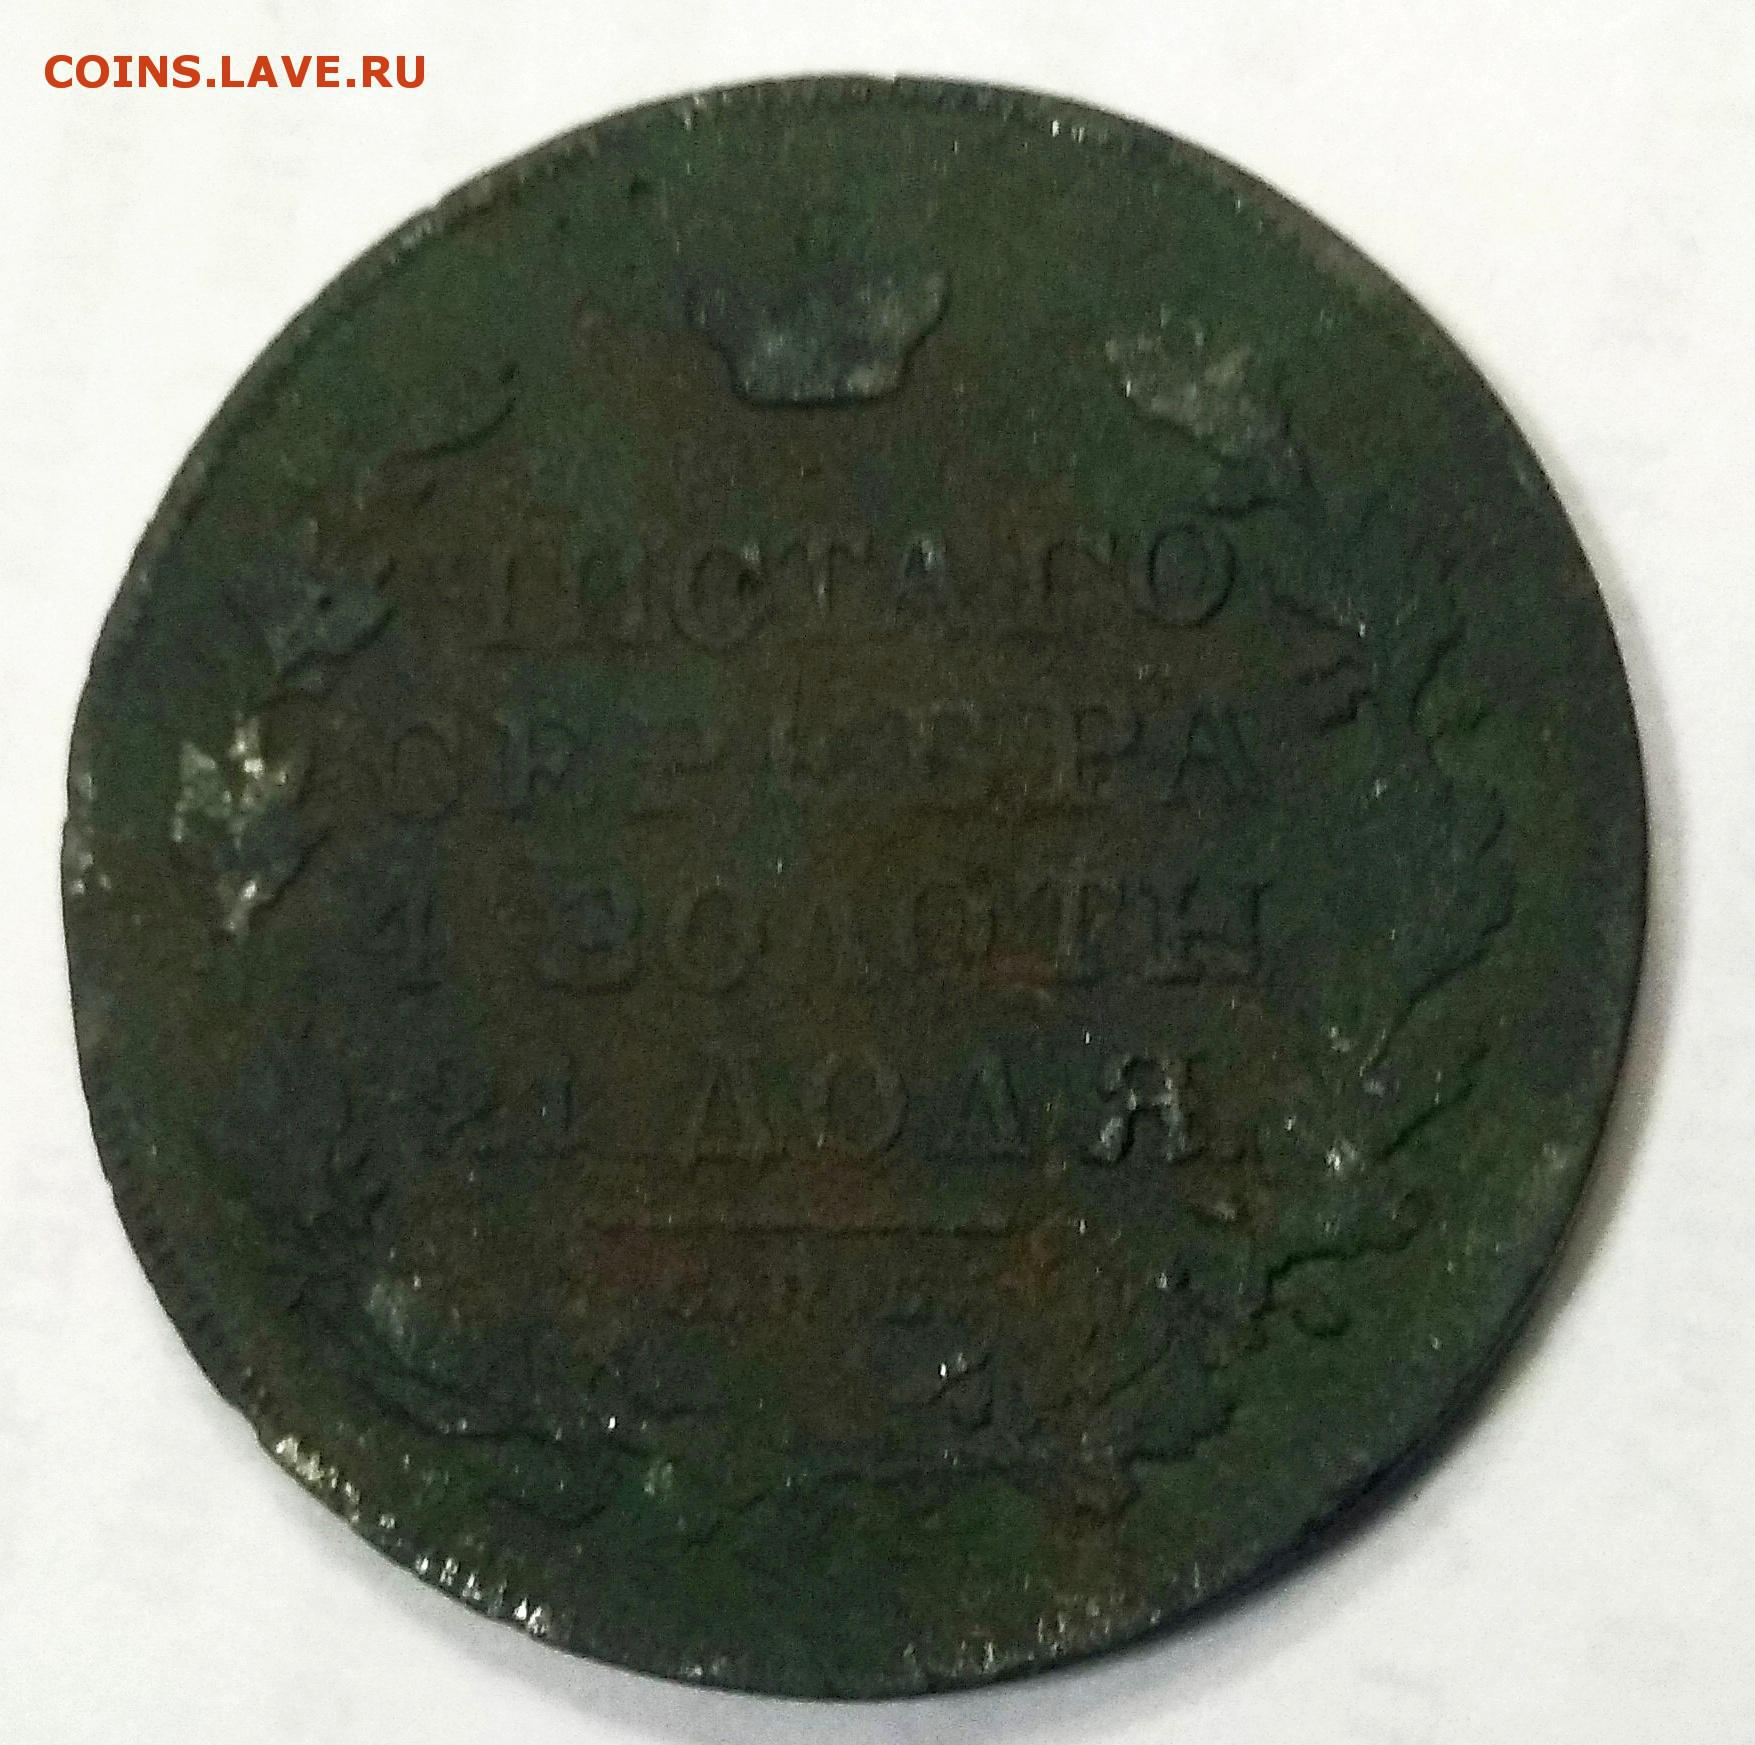 COINS.LAVE.RU
ЧИСТАГО
СЕРЕБРА
4 ЗОЛОТН
21 ДОЛЯ